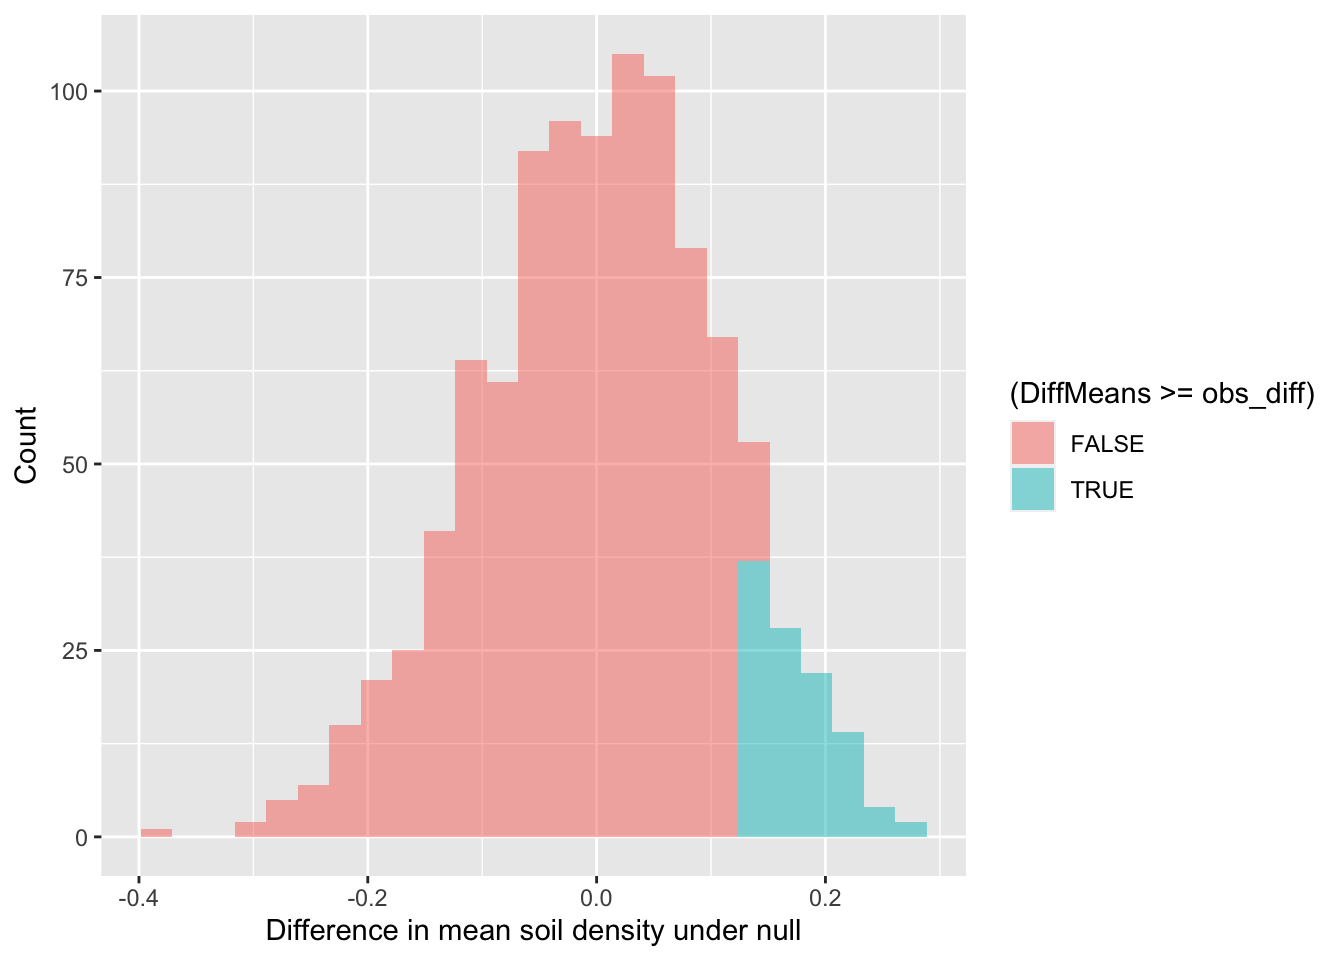 100
75
50
25
0
Count
-0.4
-0.2
0.0
0.2
Difference in mean soil density under null
(DiffMeans >= obs_diff)
FALSE
TRUE